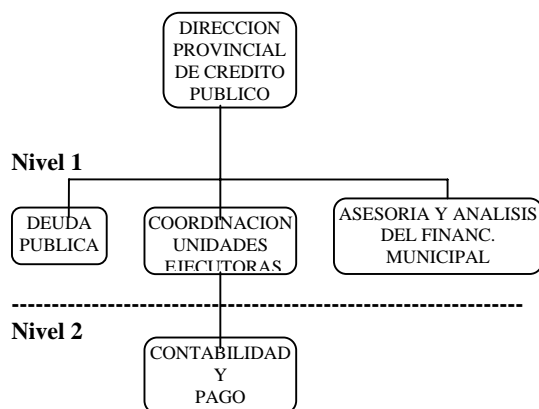 DIRECCION
PROVINCIAL
DE CREDITO
PUBLICO
Nivel 1
DEUDA
PUBLICA
COORDINACION
UNIDADES
EJECUTORAS
ASESORIA Y ANALISIS
DEL FINANC.
MUNICIPAL
Nivel 2
CONTABILIDAD
Y
PAGO